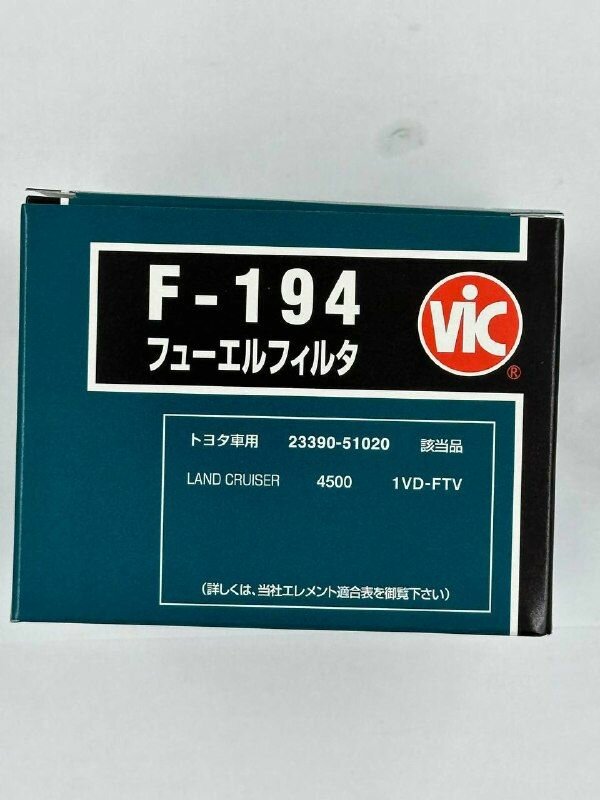 F-194
フューエルフィルタ
ViC
®
トヨタ車用 23390-51020 該当品
LAND CRUISER 4500 1VD-FTV
(詳しくは、当社エレメント適合表を御覧下さい)